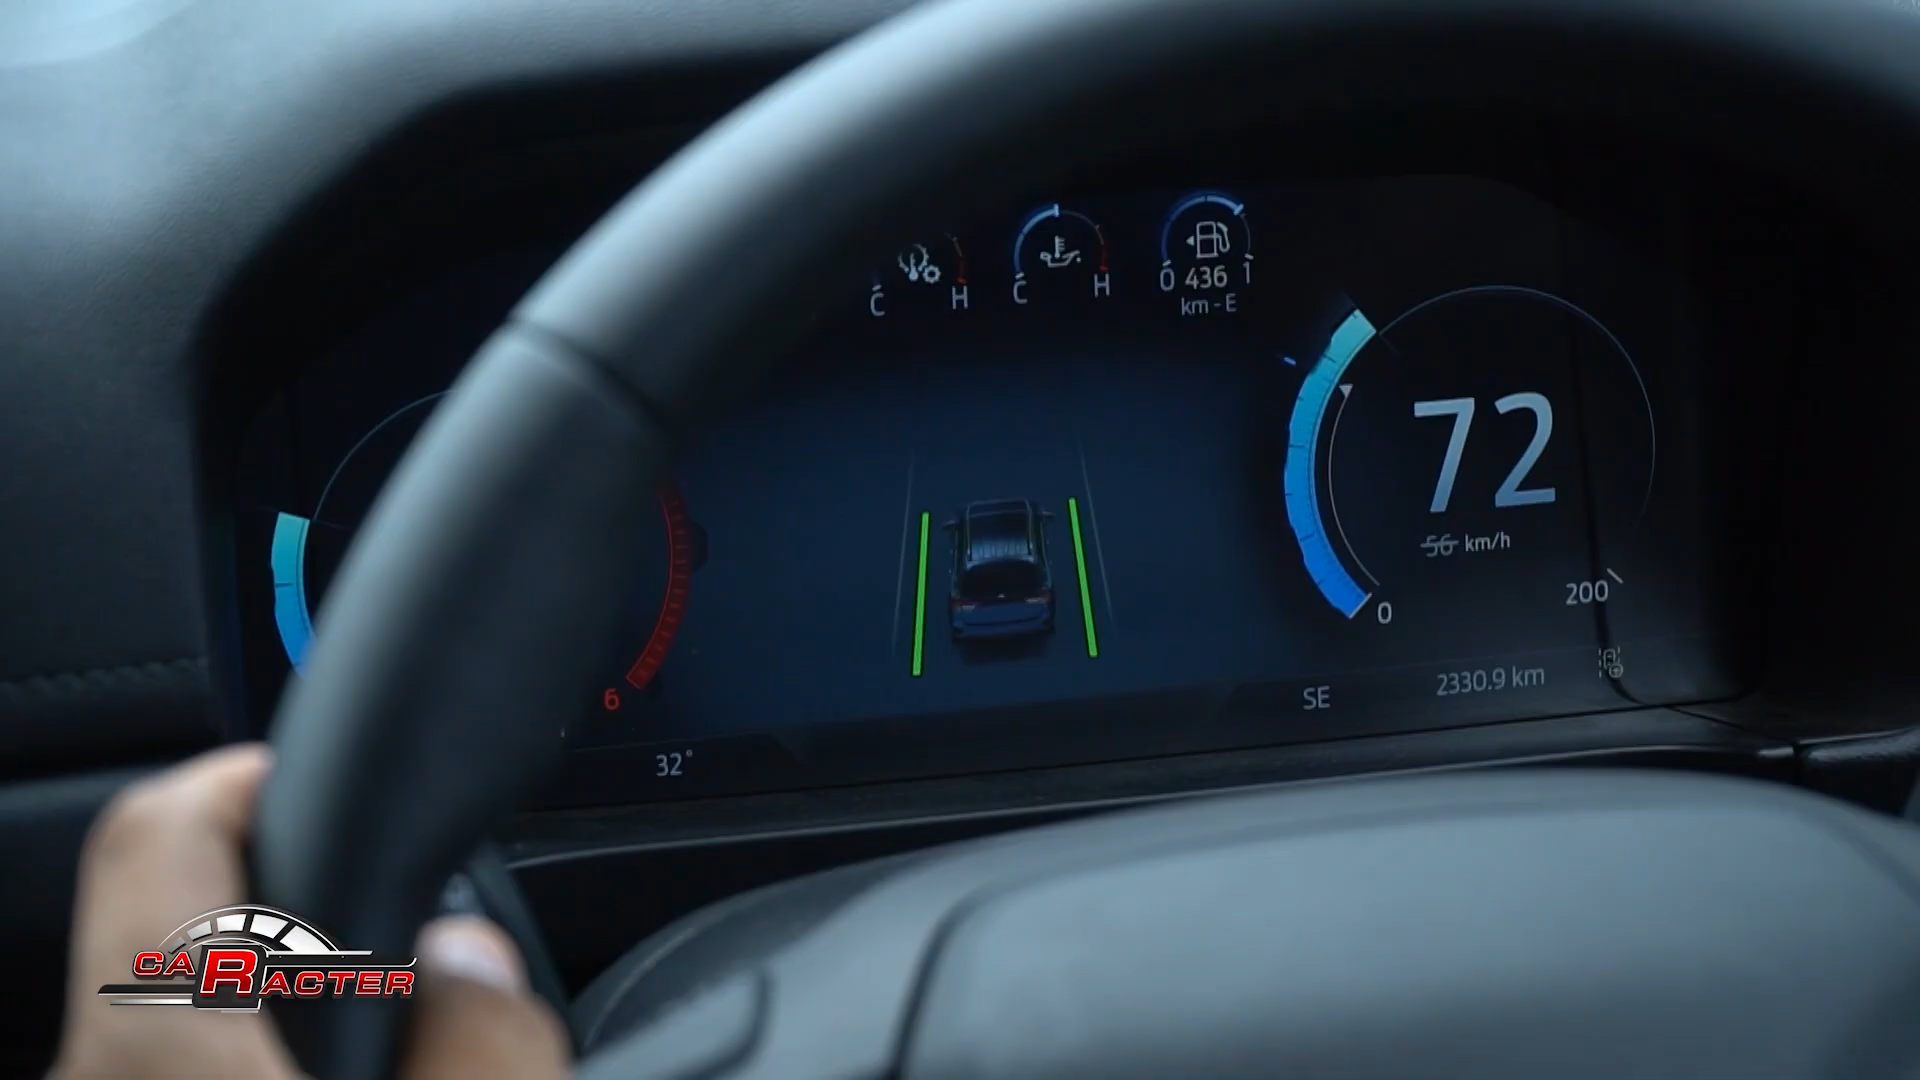 C H
C H
0 436 1
km - E
72
56 km/h
0
200
6
SE
2330.9 km
32°
CARACTER